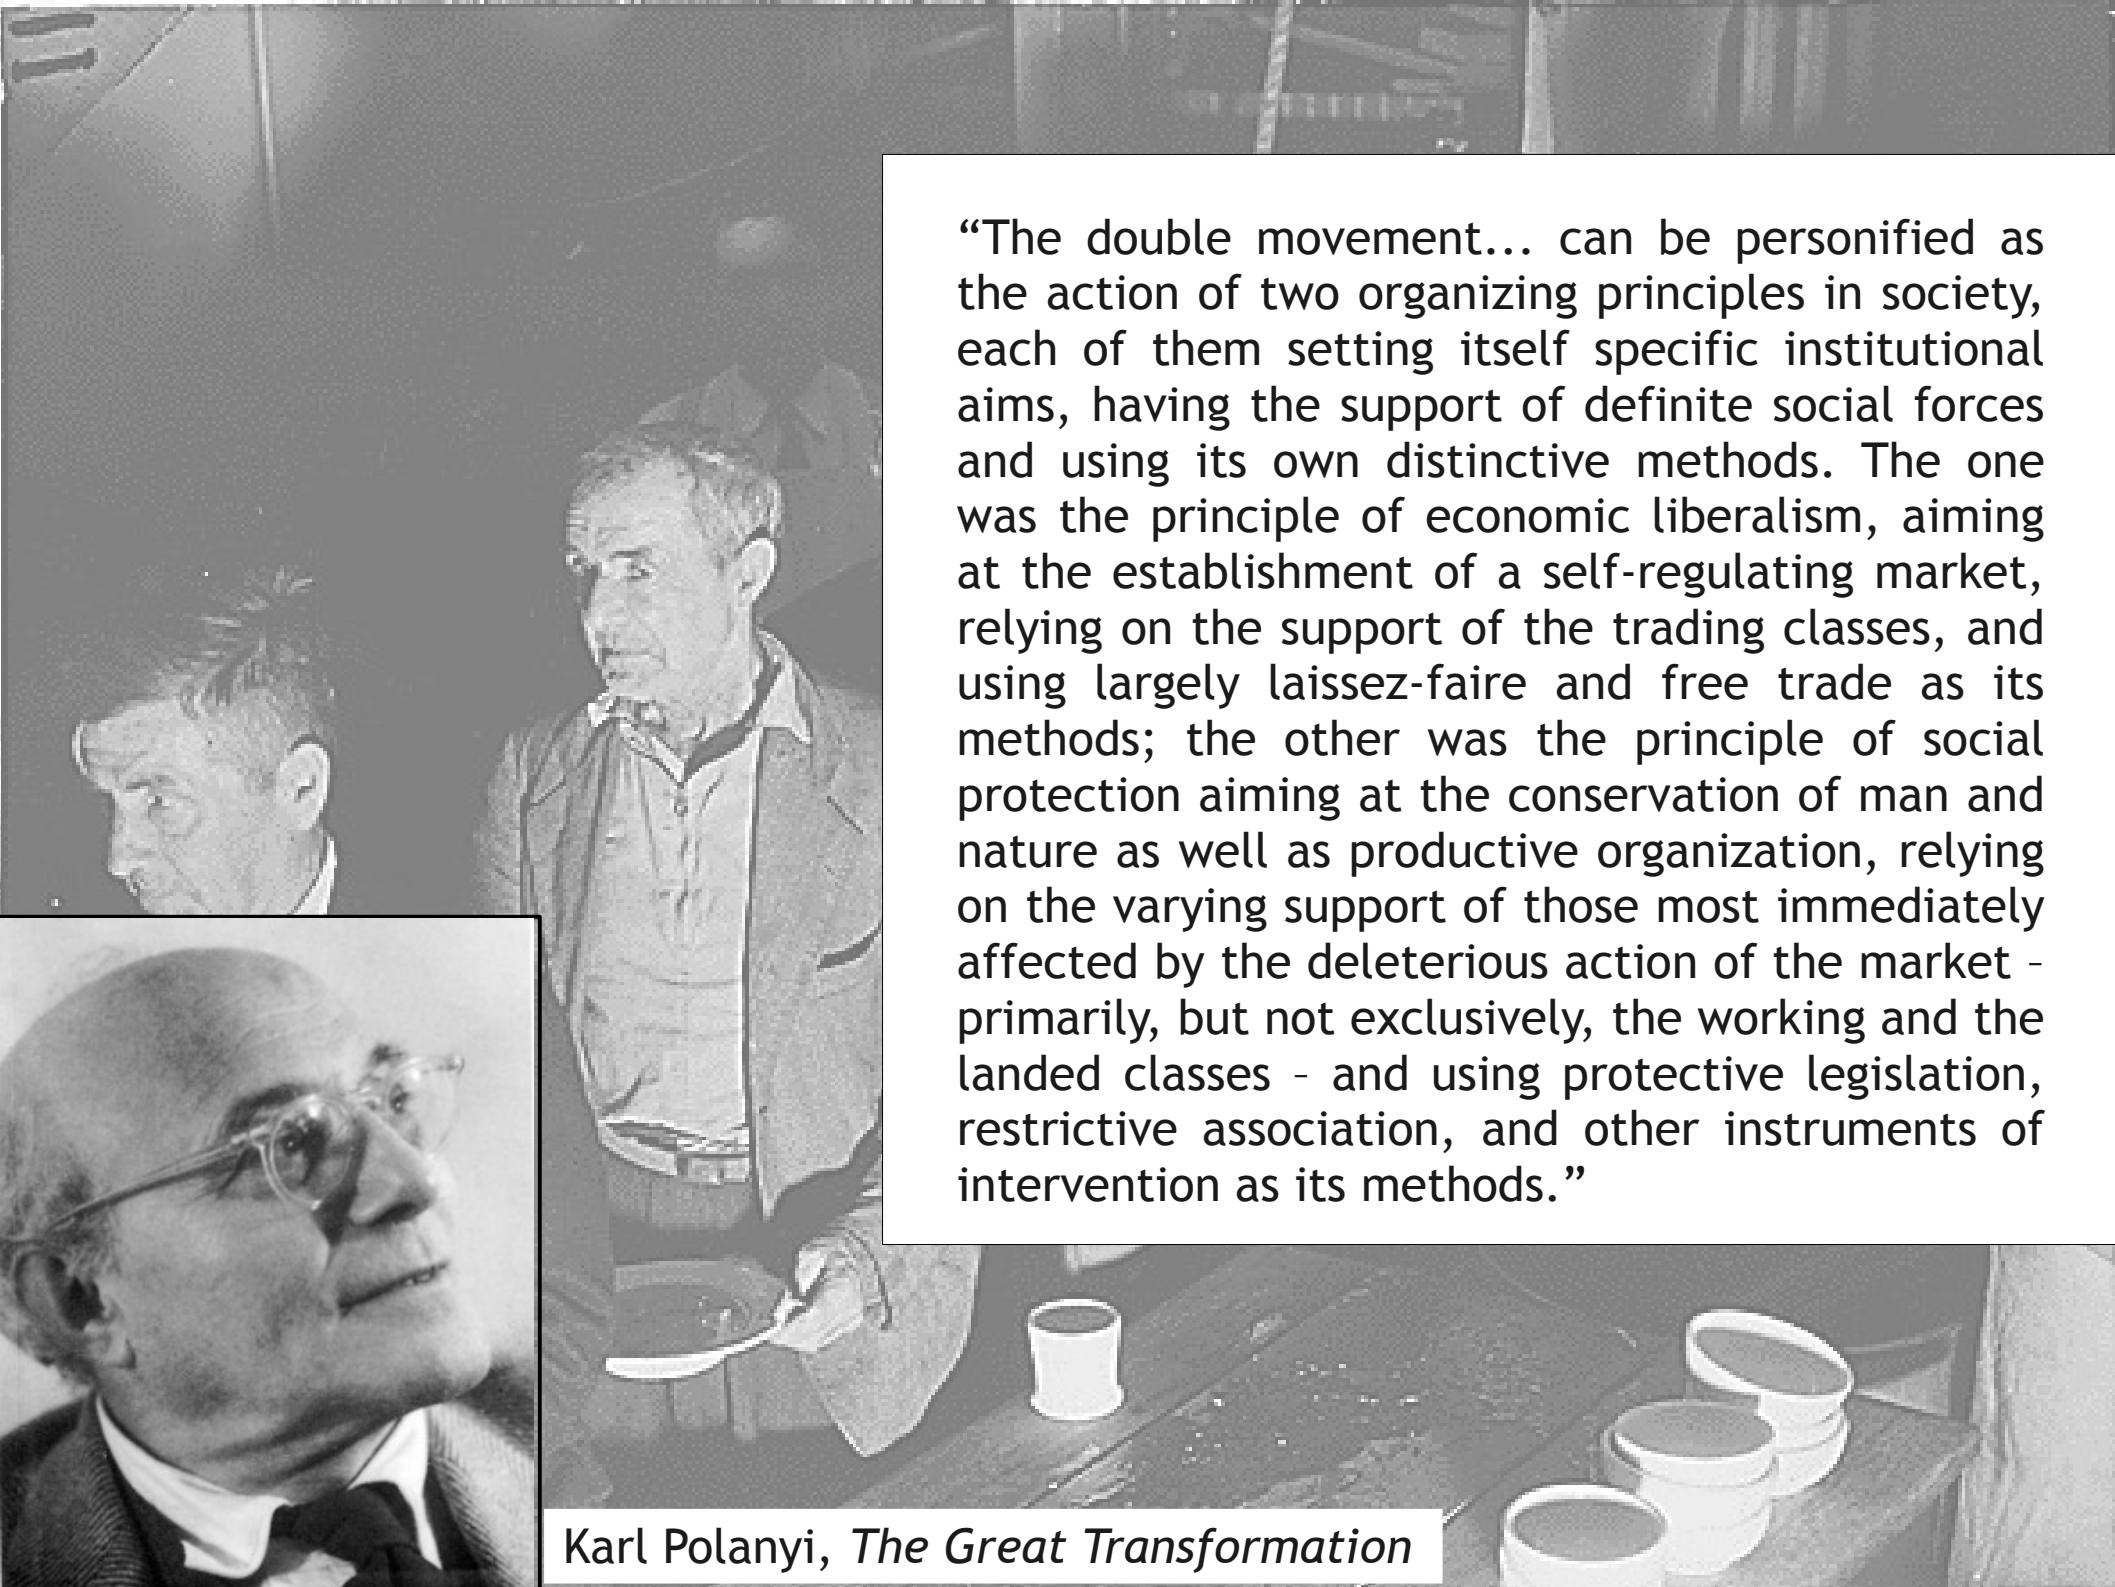 “The double movement... can be personified as
the action of two organizing principles in society,
each of them setting itself specific institutional
aims, having the support of definite social forces
and using its own distinctive methods. The one
was the principle of economic liberalism, aiming
at the establishment of a self-regulating market,
relying on the support of the trading classes, and
using largely laissez-faire and free trade as its
methods; the other was the principle of social
protection aiming at the conservation of man and
nature as well as productive organization, relying
on the varying support of those most immediately
affected by the deleterious action of the market –
primarily, but not exclusively, the working and the
landed classes – and using protective legislation,
restrictive association, and other instruments of
intervention as its methods.”
Karl Polanyi, The Great Transformation